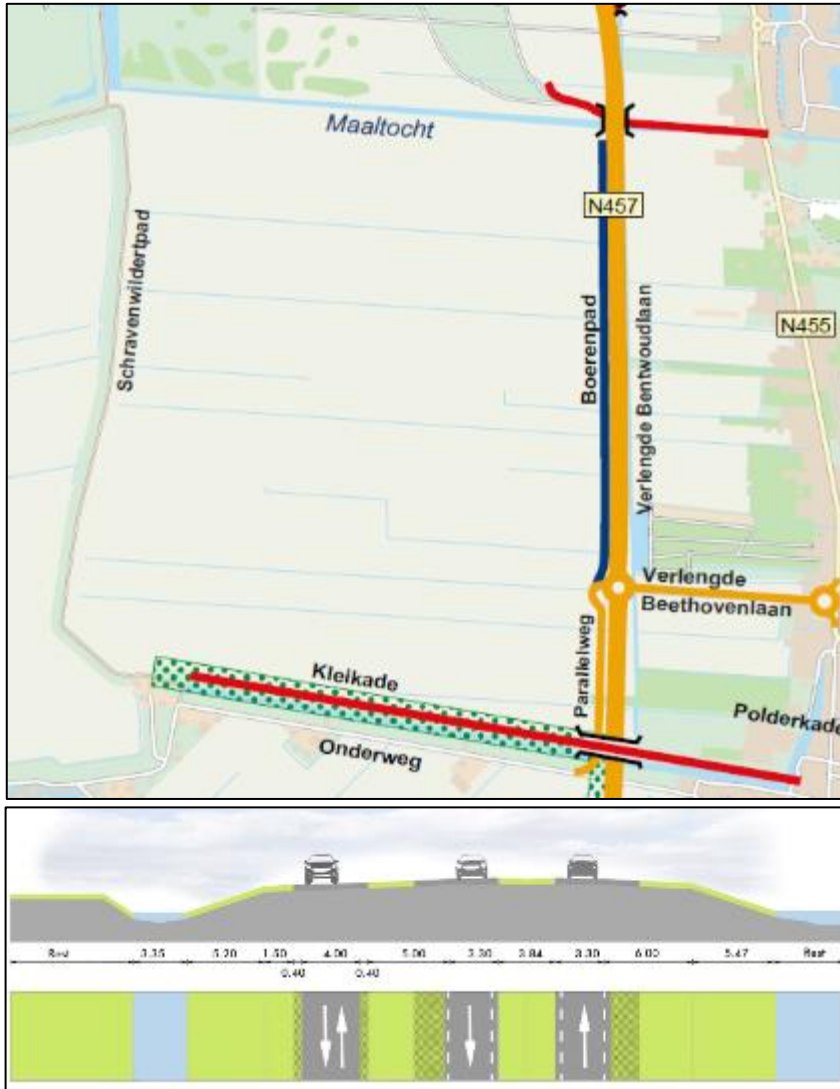 Maaltocht
N457
Schravenwildertpad
Boerenpad
Verlengde Bentwoudlaan
N455
Verlengde
Beethovenlaan
Parallelweg
Kleikade
Polderkade
Onderweg
Rest 3.35 5.20 1.50 4.00 5.00 3.30 3.84 3.30 6.00 5.47 Rest
0.40 0.40